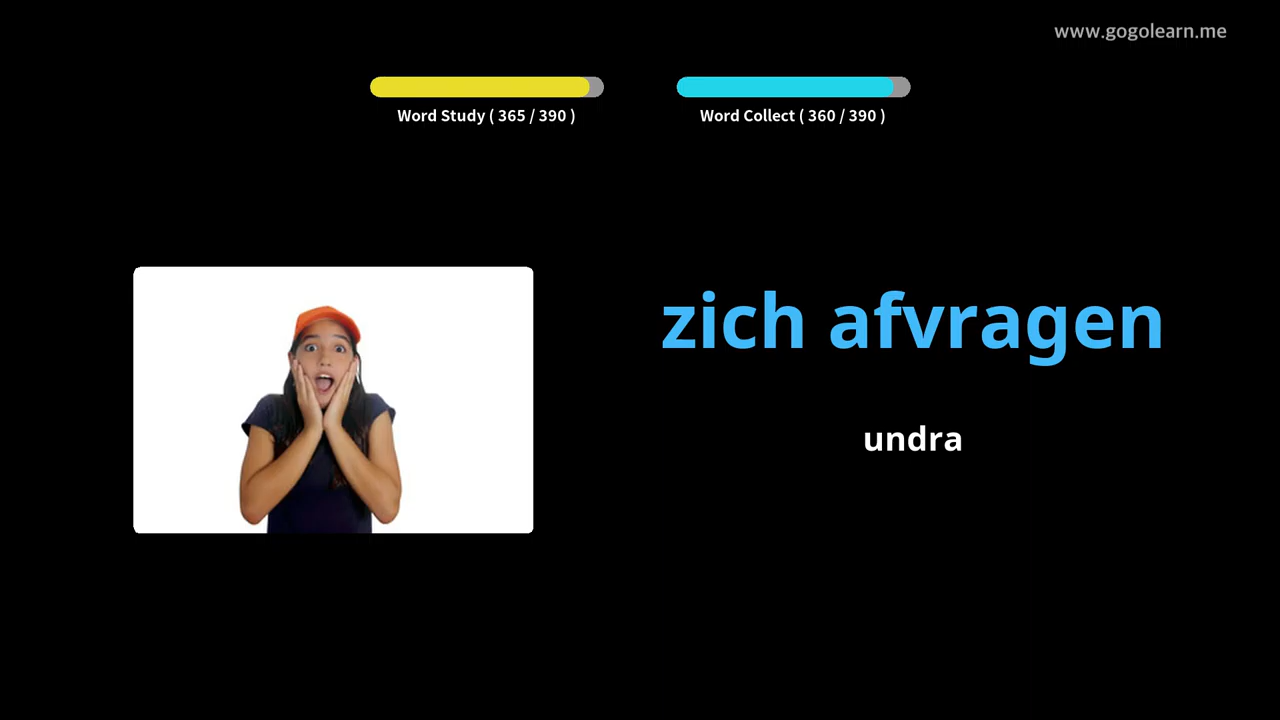 www.gogolearn.me
Word Study ( 365 / 390 )
Word Collect ( 360 / 390 )
zich afvragen
undra